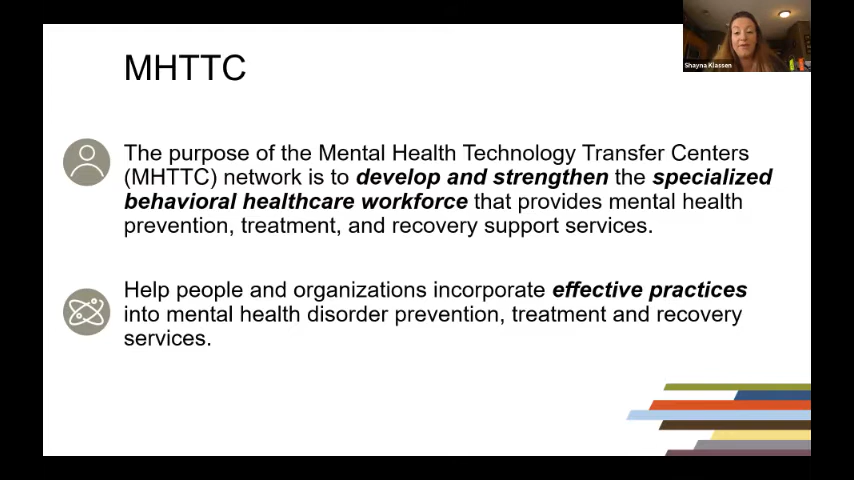 MHTTC
Shayna Klassen
The purpose of the Mental Health Technology Transfer Centers
(MHTTC) network is to develop and strengthen the specialized
behavioral healthcare workforce that provides mental health
prevention, treatment, and recovery support services.
Help people and organizations incorporate effective practices
into mental health disorder prevention, treatment and recovery
services.